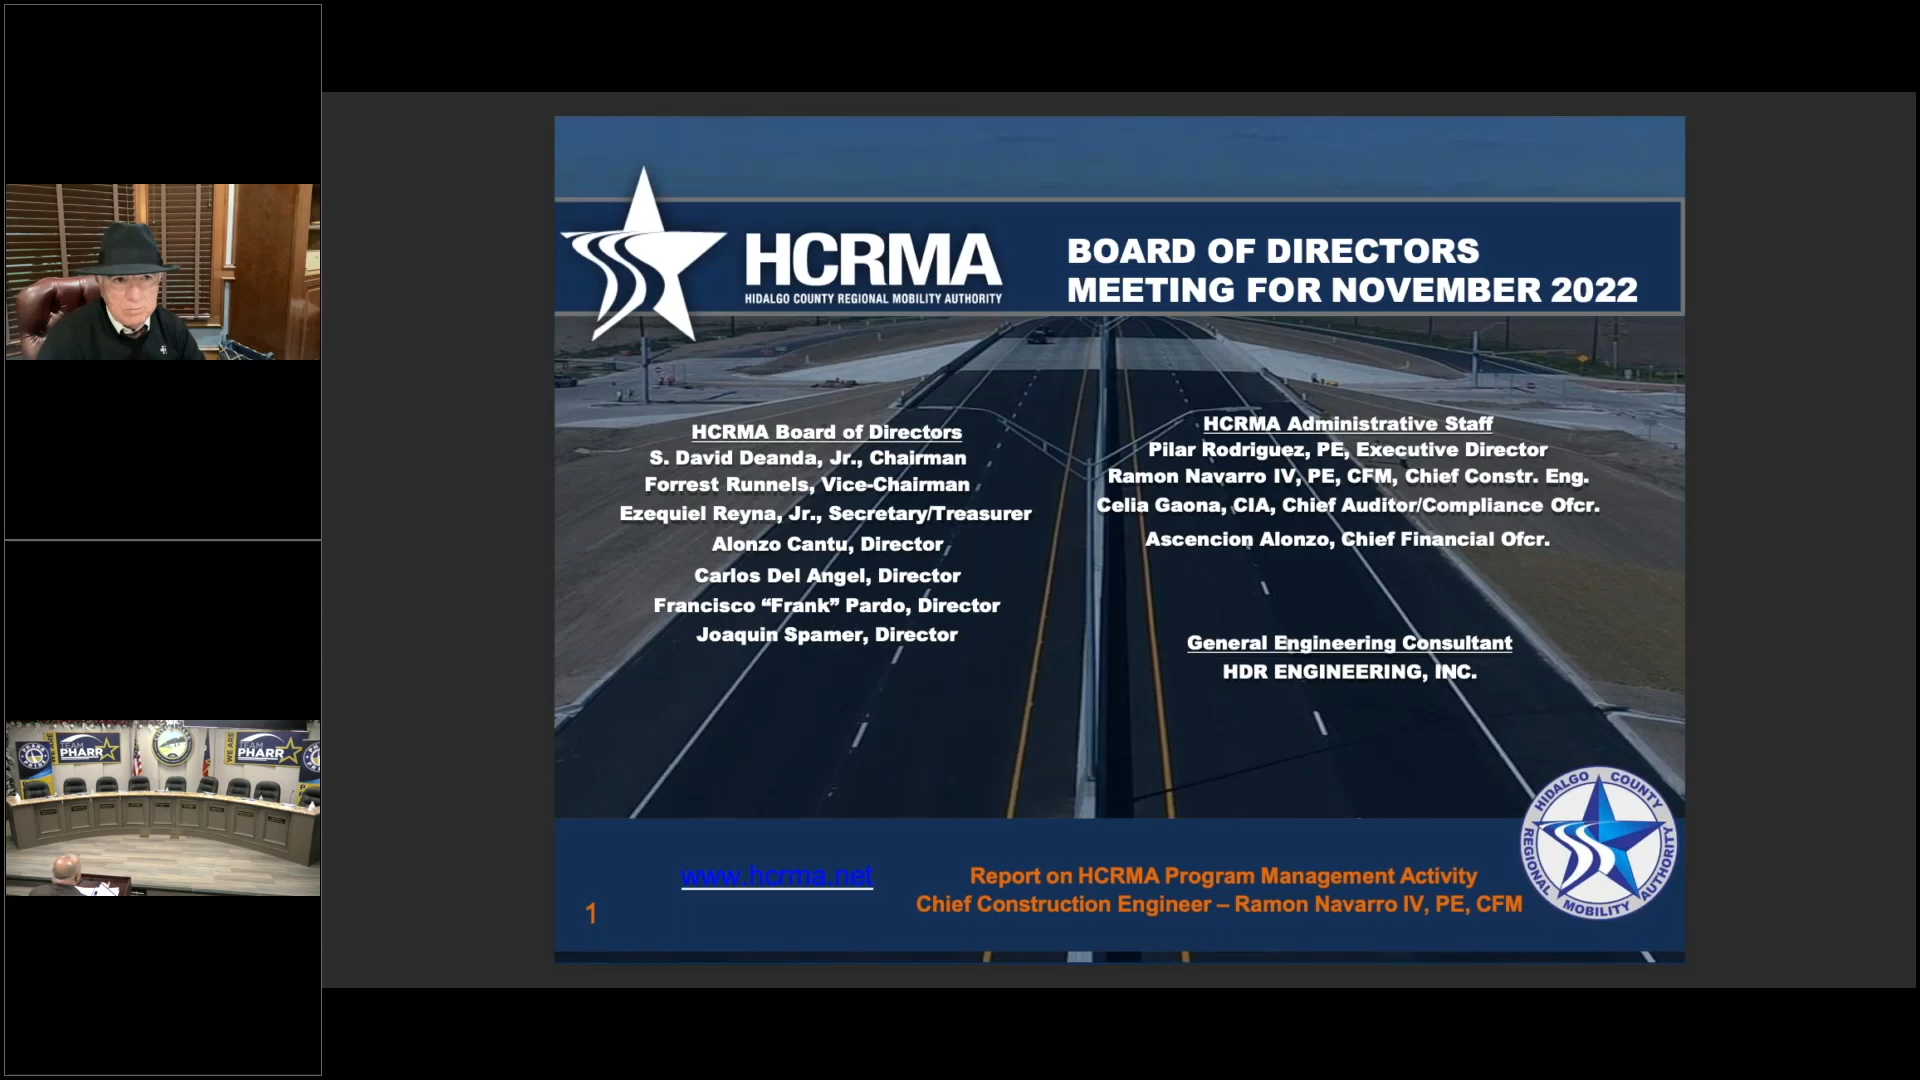 HCRMA
HIDALGO COUNTY REGIONAL MOBILITY AUTHORITY
BOARD OF DIRECTORS
MEETING FOR NOVEMBER 2022
HCRMA Board of Directors
S. David Deanda, Jr., Chairman
Forrest Runnels, Vice-Chairman
Ezequiel Reyna, Jr., Secretary/Treasurer
Alonzo Cantu, Director
Carlos Del Angel, Director
Francisco “Frank” Pardo, Director
Joaquin Spamer, Director
HCRMA Administrative Staff
Pilar Rodriguez, PE, Executive Director
Ramon Navarro IV, PE, CFM, Chief Constr. Eng.
Celia Gaona, CIA, Chief Auditor/Compliance Ofcr.
Ascencion Alonzo, Chief Financial Ofcr.
General Engineering Consultant
HDR ENGINEERING, INC.
www.hcrma.net
Report on HCRMA Program Management Activity
Chief Construction Engineer – Ramon Navarro IV, PE, CFM
1
HIDALGO COUNTY
REGIONAL MOBILITY AUTHORITY
TEAM
PHARR
WE ARE
TEAM
PHARR